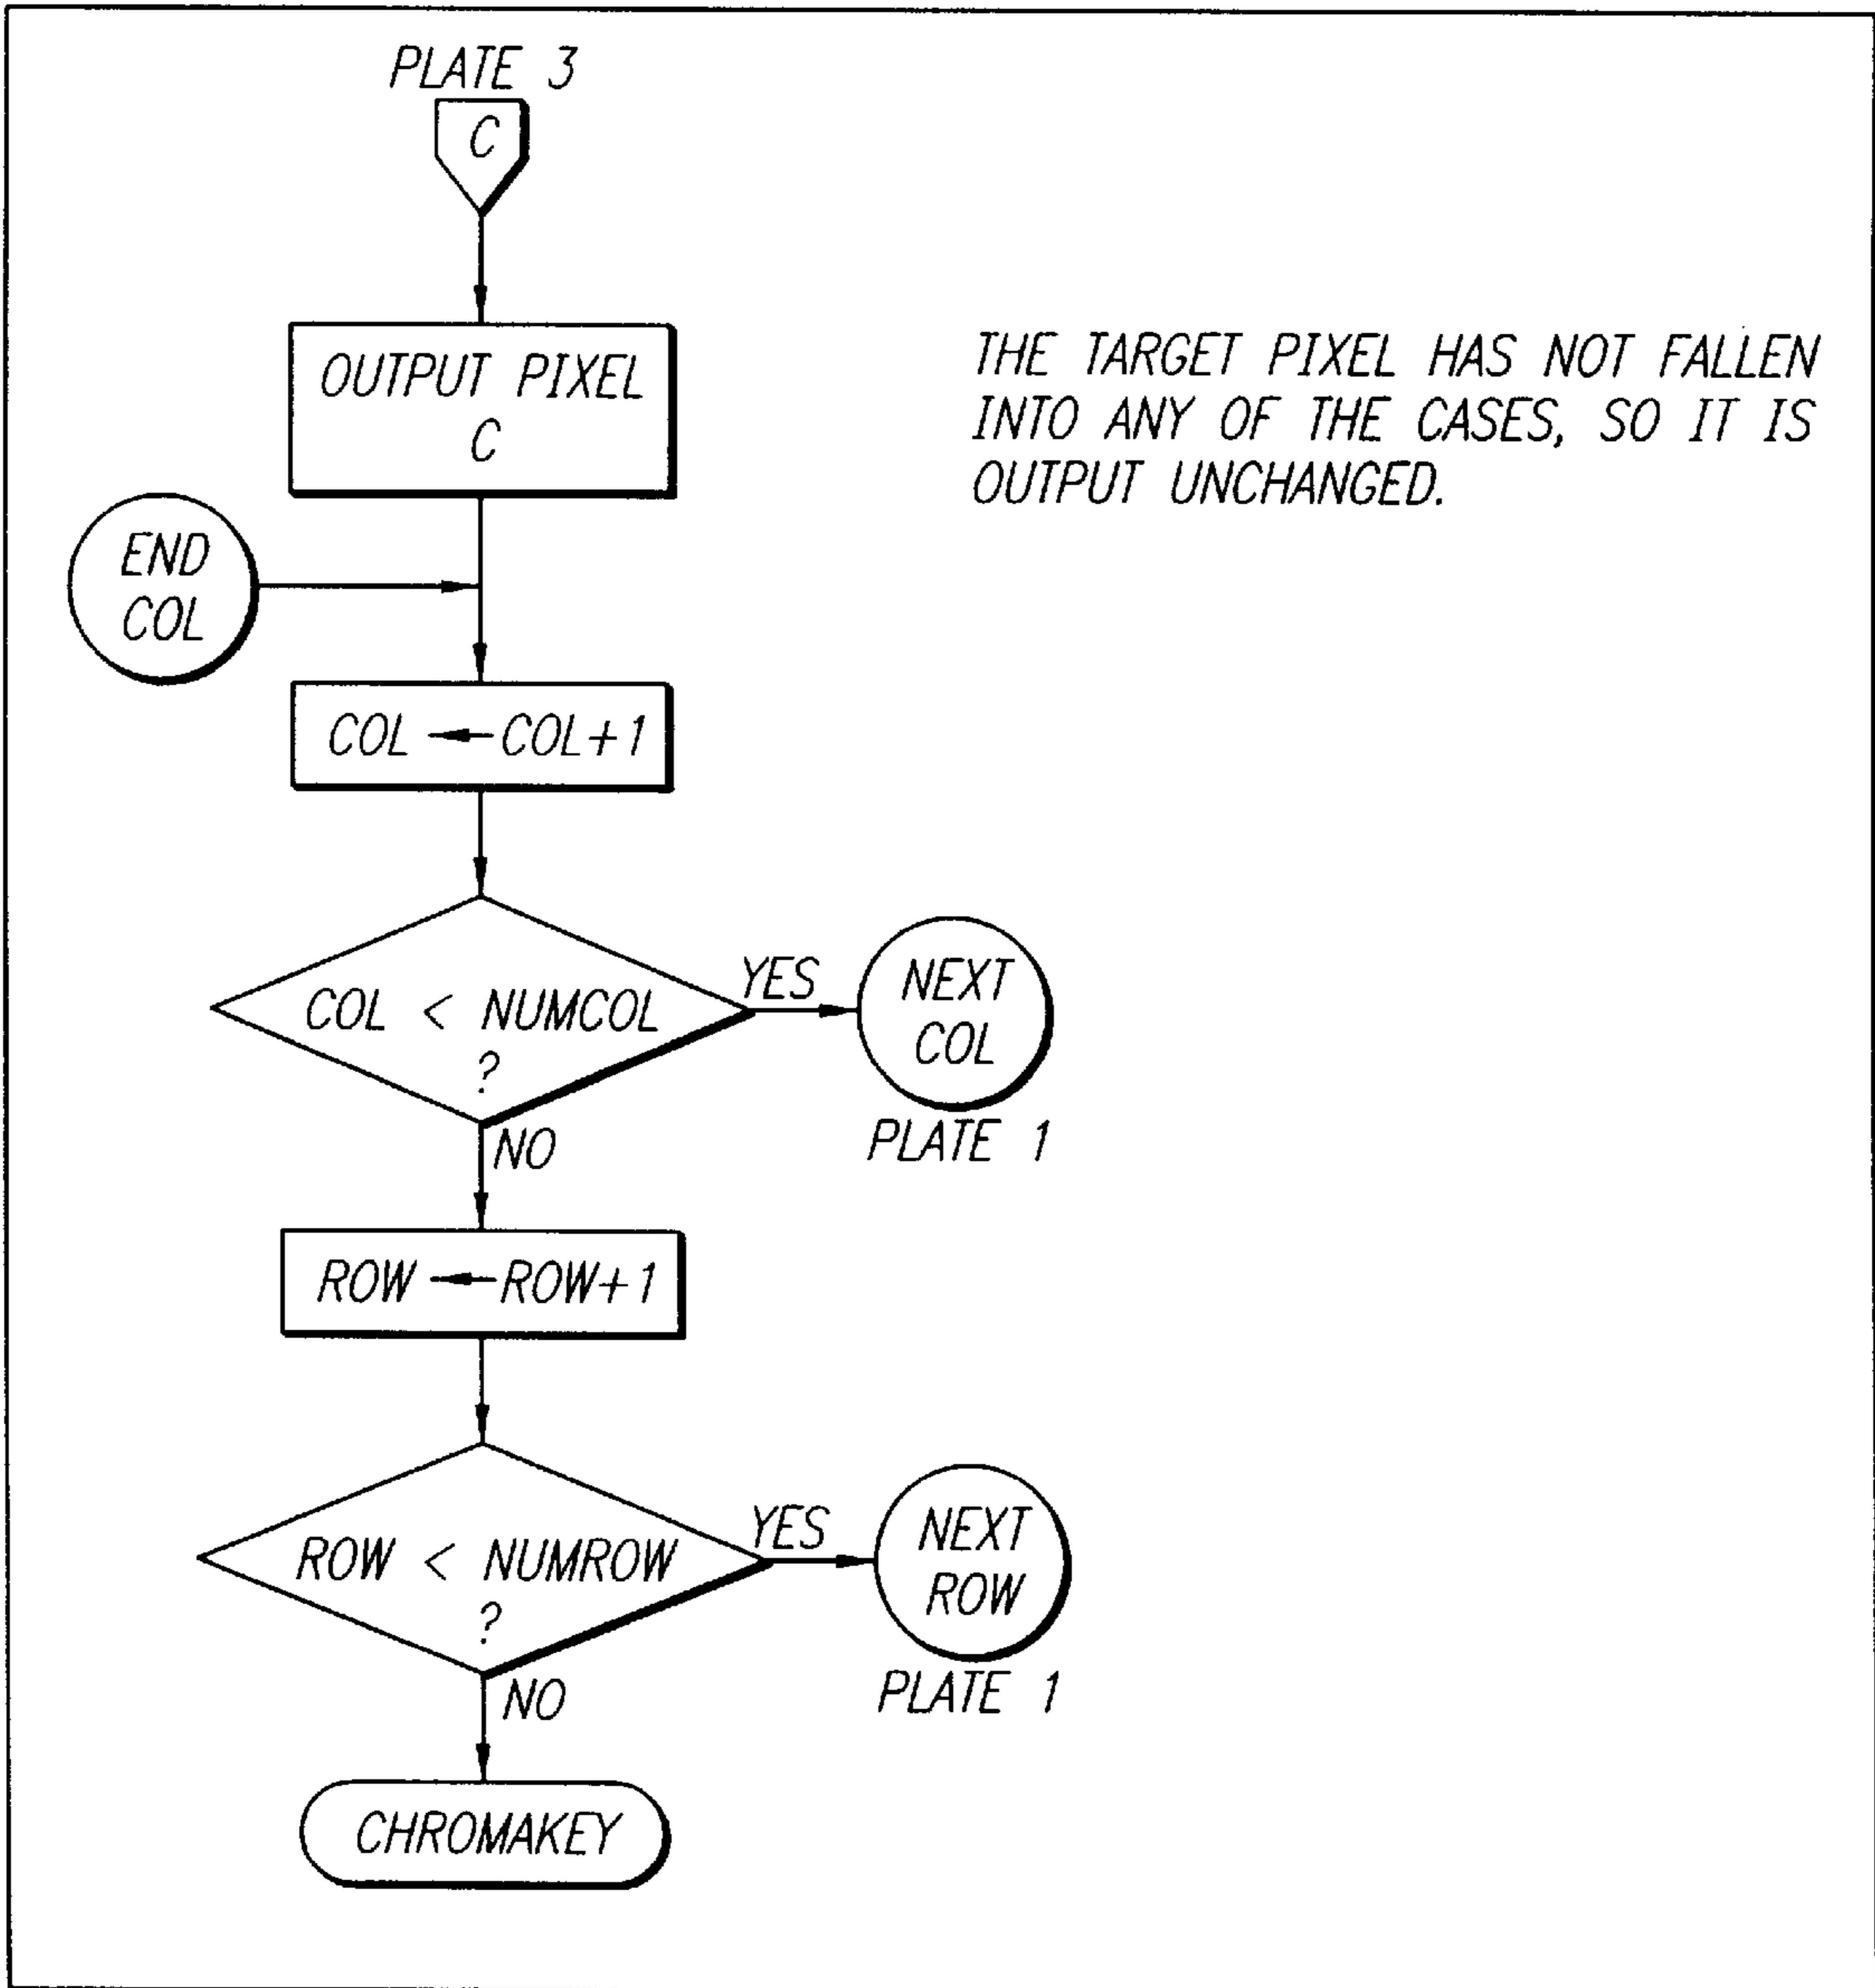 PLATE 3
C
OUTPUT PIXEL
C
THE TARGET PIXEL HAS NOT FALLEN
INTO ANY OF THE CASES, SO IT IS
OUTPUT UNCHANGED.
END
COL
COL ← COL+1
COL < NUMCOL
?
YES
NEXT
COL
PLATE 1
NO
ROW ← ROW+1
ROW < NUMROW
?
YES
NEXT
ROW
PLATE 1
NO
CHROMAKEY